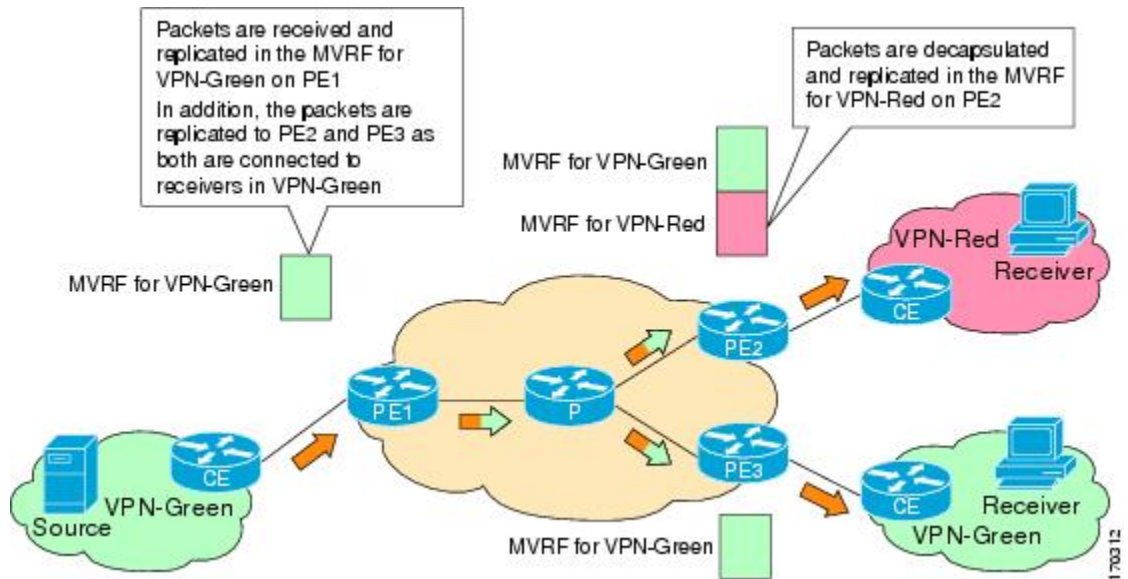 Packets are received and
replicated in the MVRF for
VPN-Green on PE1
In addition, the packets are
replicated to PE2 and PE3 as
both are connected to
receivers in VPN-Green
Packets are decapsulated
and replicated in the MVRF
for VPN-Red on PE2
MVRF for VPN-Green
MVRF for VPN-Red
MVRF for VPN-Green
VPN-Red
Receiver
CE
PE2
PE1
P
CE
VPN-Green
Source
PE3
CE
Receiver
VPN-Green
MVRF for VPN-Green
170312